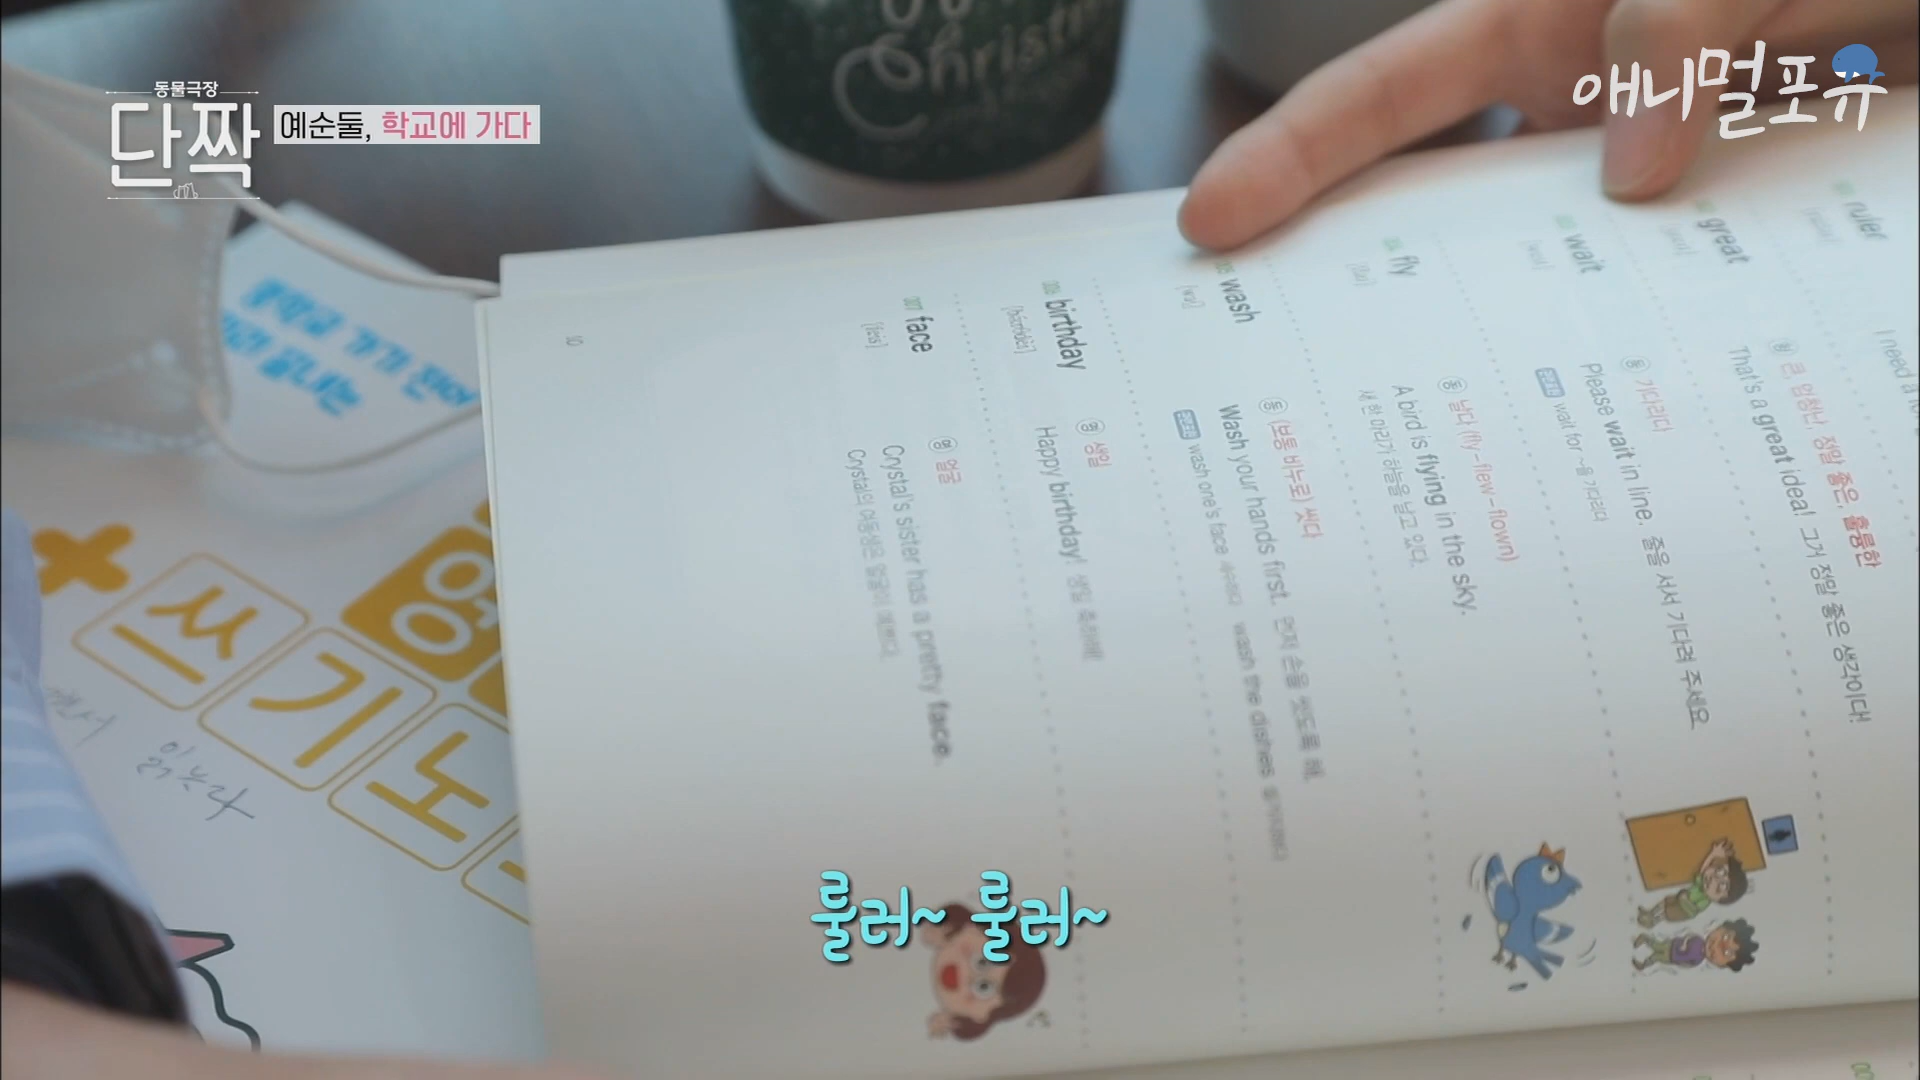 동물극장
단짝
예순둘, 학교에 가다
애니멀포유
Christm
ruler
great
형 큰, 엄청난, 정말 좋은, 훌륭한
That's a great idea! 그거 정말 좋은 생각이다!
wait
동 기다리다
Please wait in line. 줄을 서서 기다려 주세요.
wait for ~을 기다리다
fly
동 날다 (fly-flew-flown)
A bird is flying in the sky.
새 한 마리가 하늘을 날고 있다.
wash
동 (보통 비누로) 씻다
Wash your hands first. 먼저 손을 씻도록 해.
wash one's face 세수하다 wash the dishes 설거지하다
birthday
명 생일
Happy birthday! 생일 축하해!
007 face
[feis]
명 얼굴
Crystal's sister has a pretty face.
Crystal의 여동생은 얼굴이 예쁘다.
10
영
쓰기노
룰러~ 룰러~